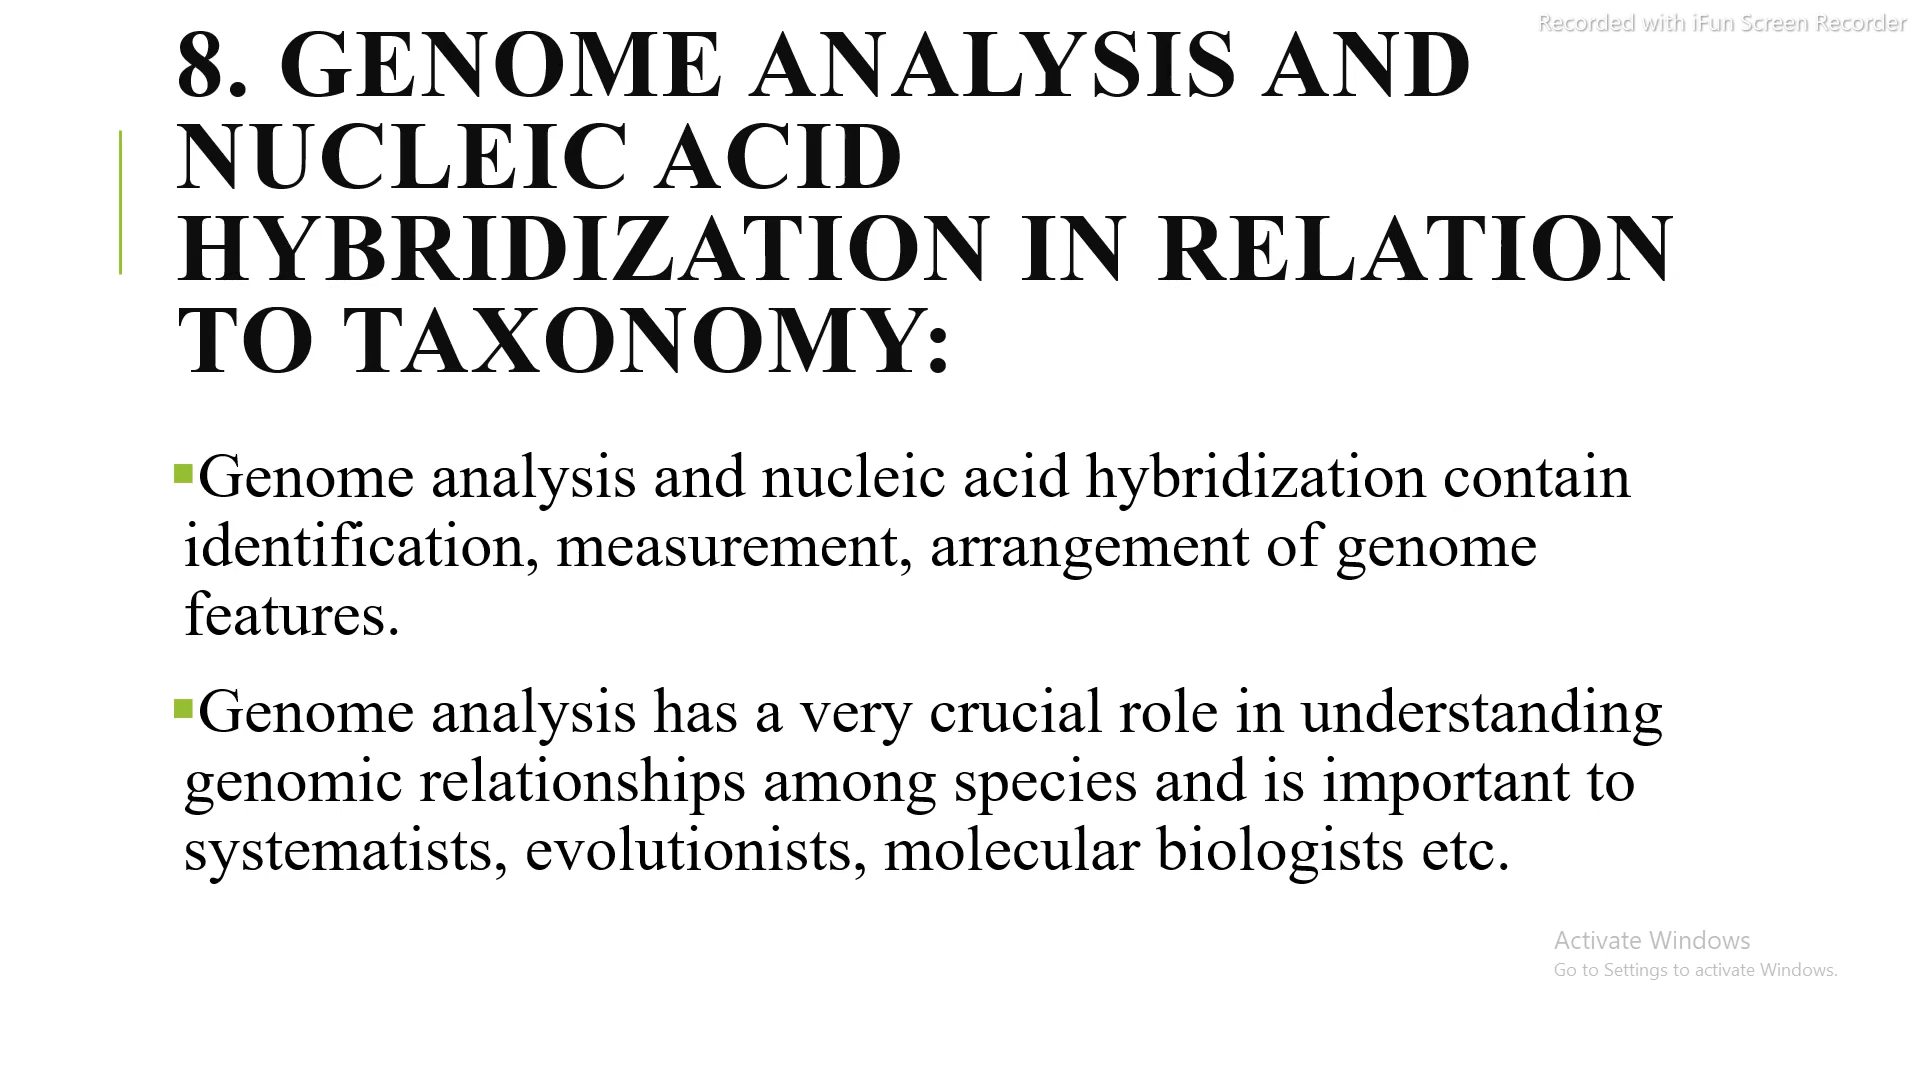 Recorded with iFun Screen Recorder
8. GENOME ANALYSIS AND
NUCLEIC ACID
HYBRIDIZATION IN RELATION
TO TAXONOMY:
▪Genome analysis and nucleic acid hybridization contain
identification, measurement, arrangement of genome
features.
▪Genome analysis has a very crucial role in understanding
genomic relationships among species and is important to
systematists, evolutionists, molecular biologists etc.
Activate Windows
Go to Settings to activate Windows.